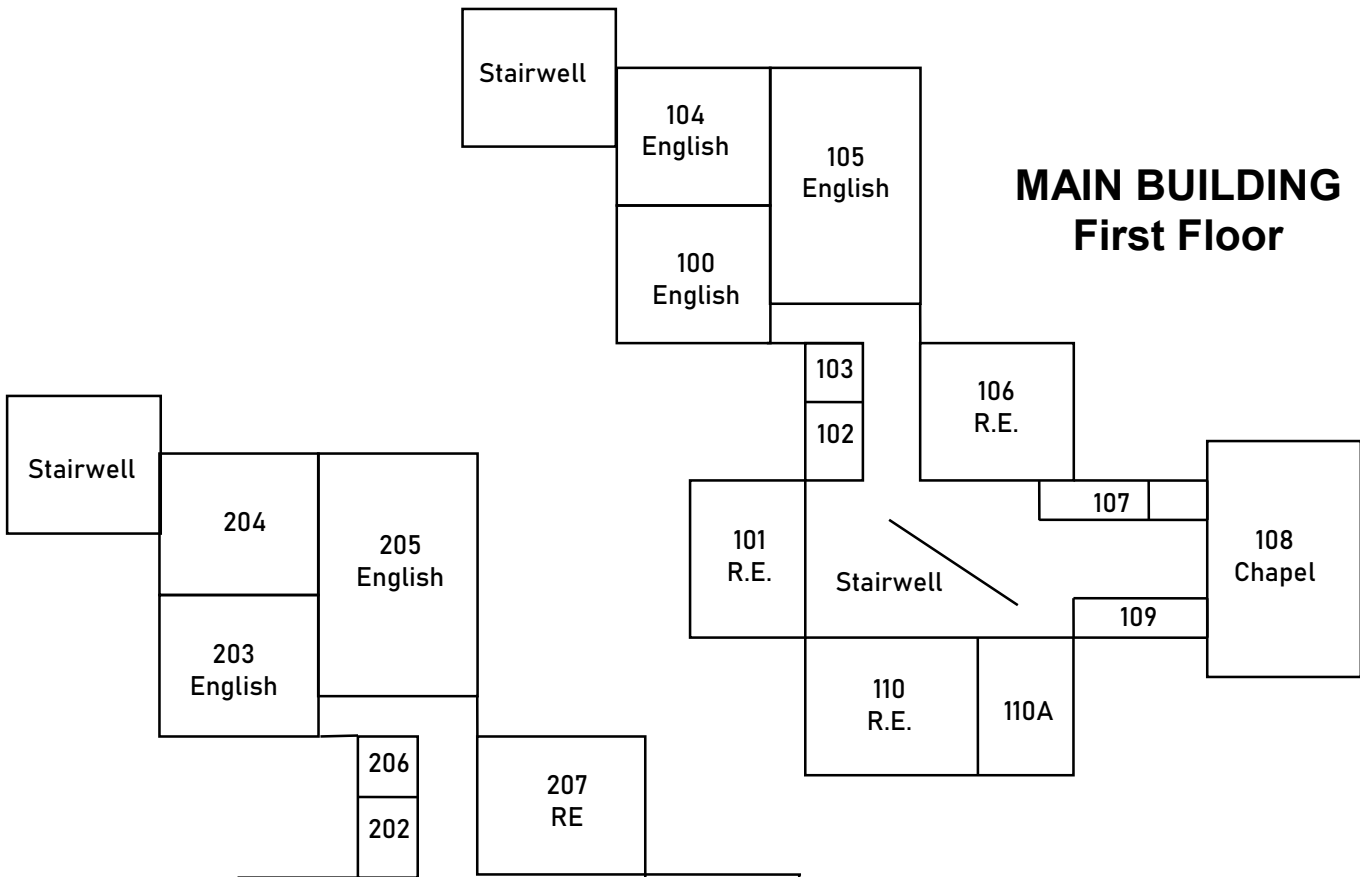 Stairwell
104
English
105
English
MAIN BUILDING
First Floor
100
English
103
102
106
R.E.
107
108
Chapel
101
R.E.
Stairwell
109
110
R.E.
110A
Stairwell
204
205
English
203
English
206
202
207
RE